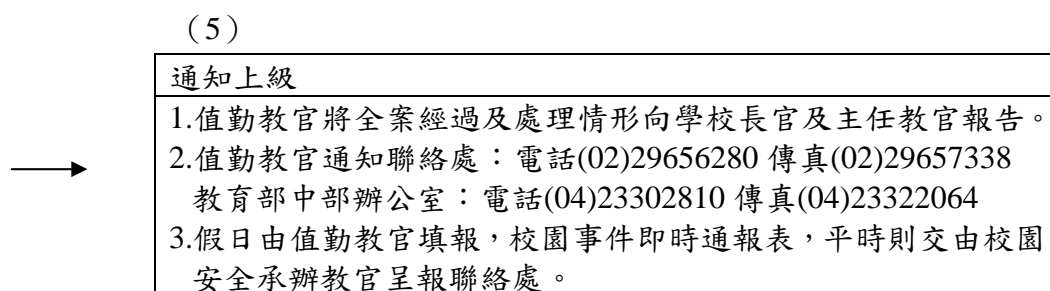 （5）
通知上級
1.值勤教官將全案經過及處理情形向學校長官及主任教官報告。
2.值勤教官通知聯絡處：電話(02)29656280 傳真(02)29657338
教育部中部辦公室：電話(04)23302810 傳真(04)23322064
3.假日由值勤教官填報，校園事件即時通報表，平時則交由校園
安全承辦教官呈報聯絡處。